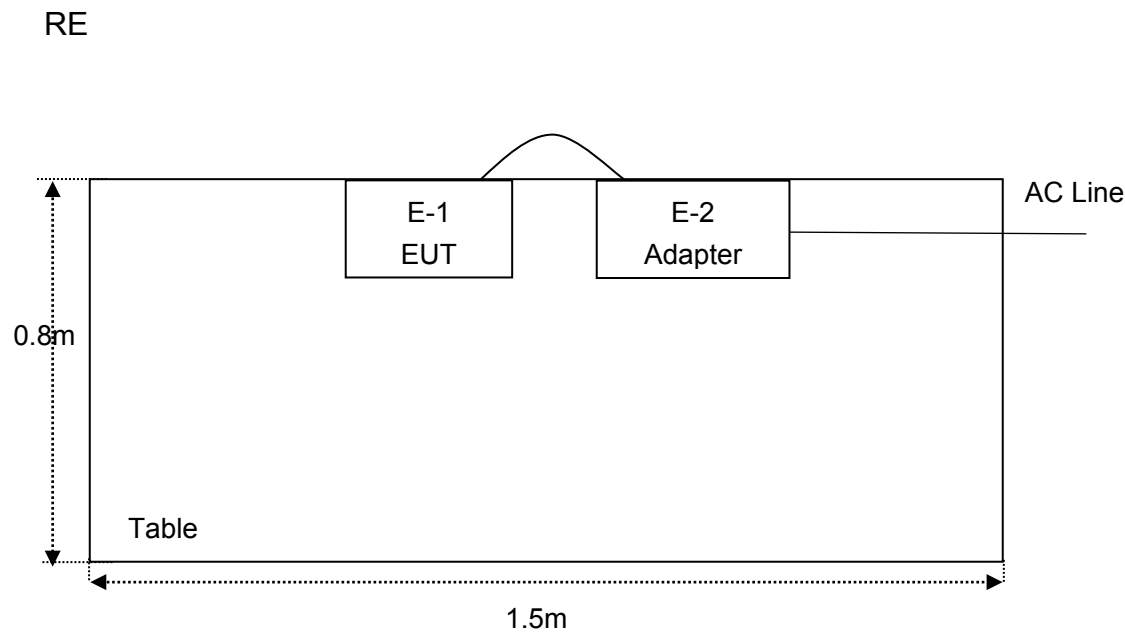 RE
AC Line
E-1
EUT
E-2
Adapter
0.8m
Table
1.5m